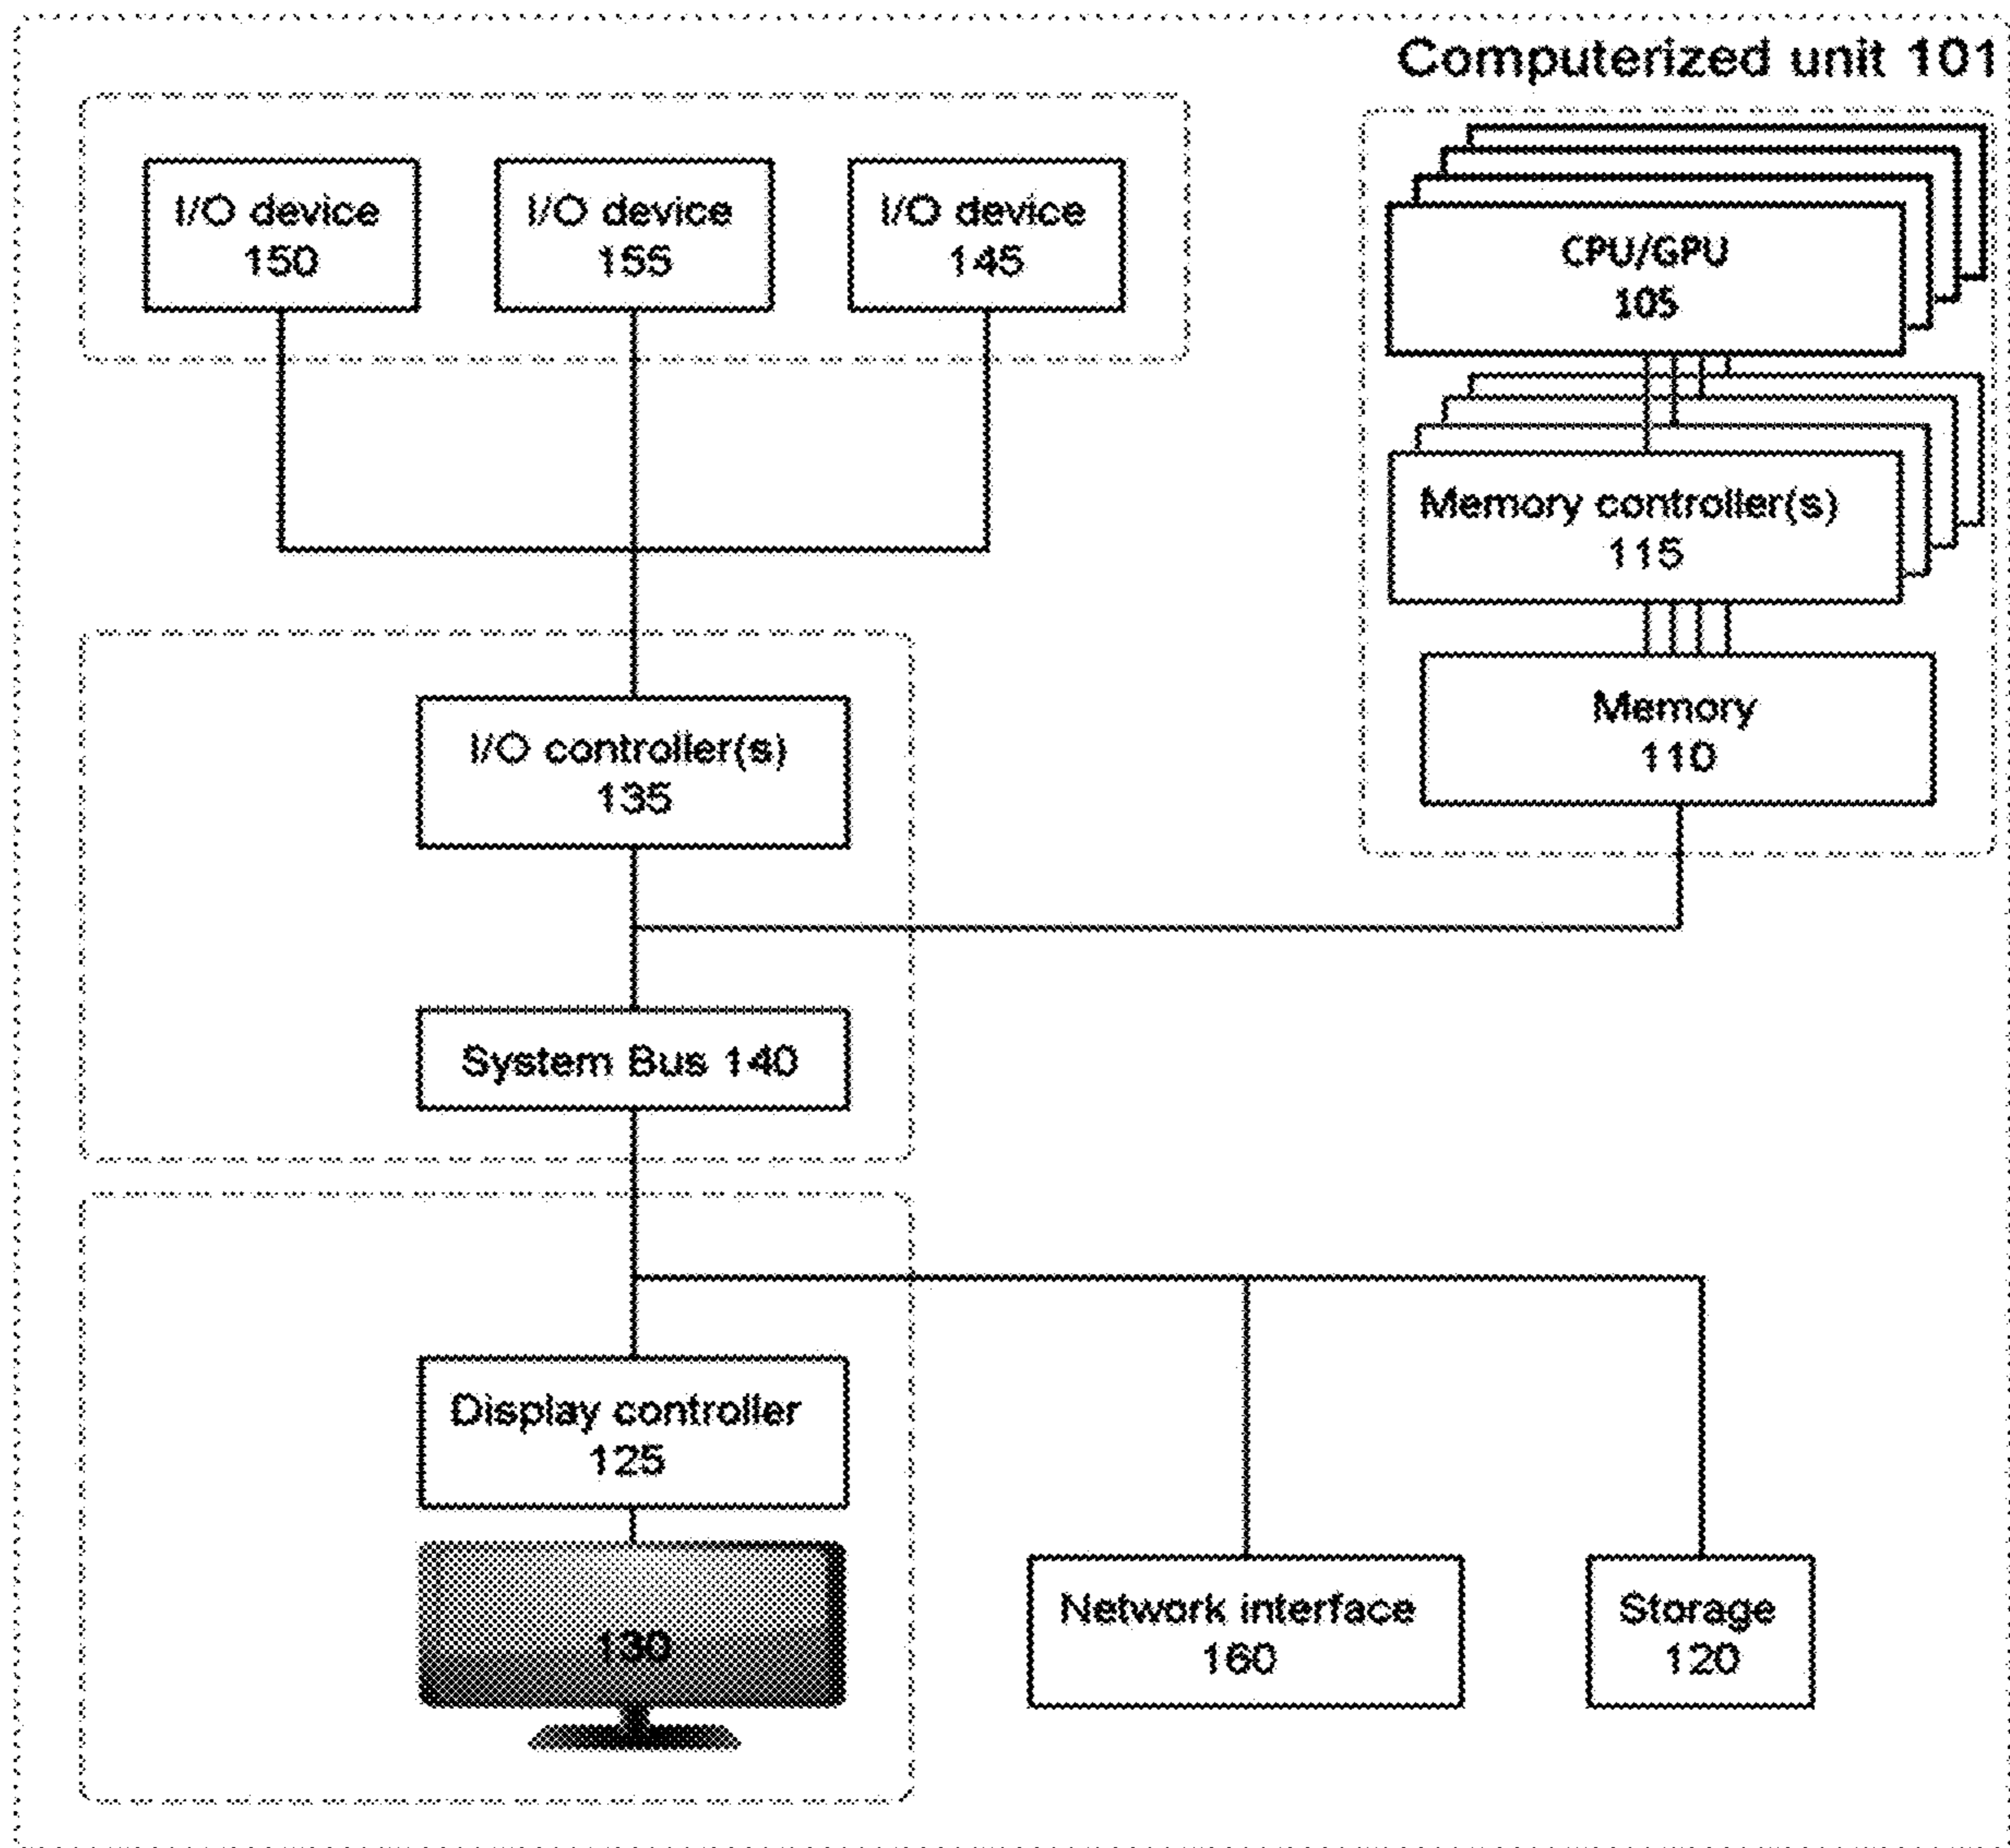 Computerized unit 101
I/O device
150
I/O device
155
I/O device
145
CPU/GPU
105
Memory controller(s)
115
Memory
110
I/O controller(s)
135
System Bus 140
Display controller
125
130
Network interface
160
Storage
120